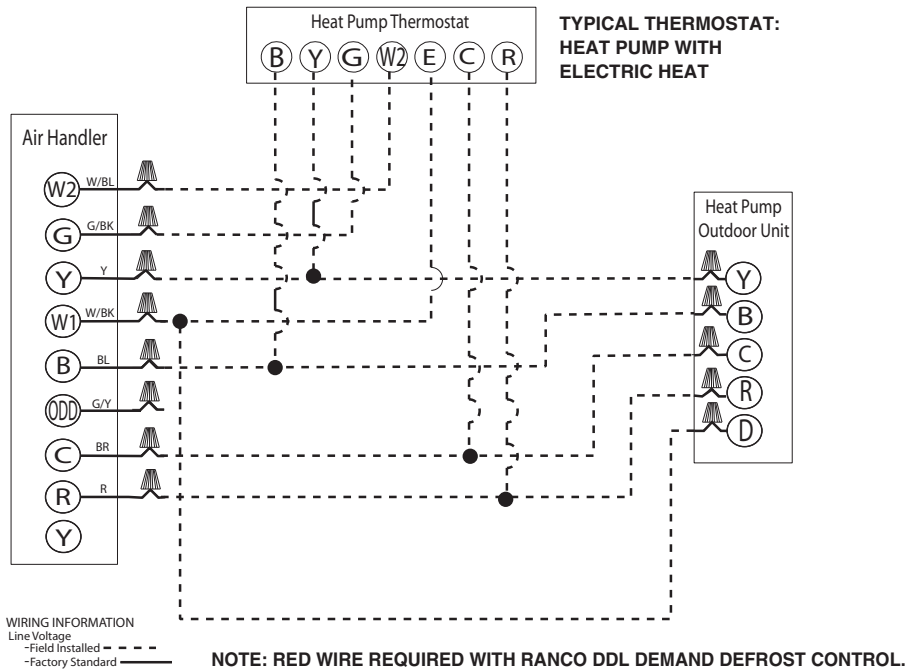 Heat Pump Thermostat
B Y G W2 E C R
TYPICAL THERMOSTAT:
HEAT PUMP WITH
ELECTRIC HEAT
Air Handler
W2 W/BL
G G/BK
Y Y
W1 W/BK
B BL
ODD G/Y
C BR
R R
Y
Heat Pump
Outdoor Unit
Y
B
C
R
D
WIRING INFORMATION
Line Voltage
-Field Installed
-Factory Standard
NOTE: RED WIRE REQUIRED WITH RANCO DDL DEMAND DEFROST CONTROL.